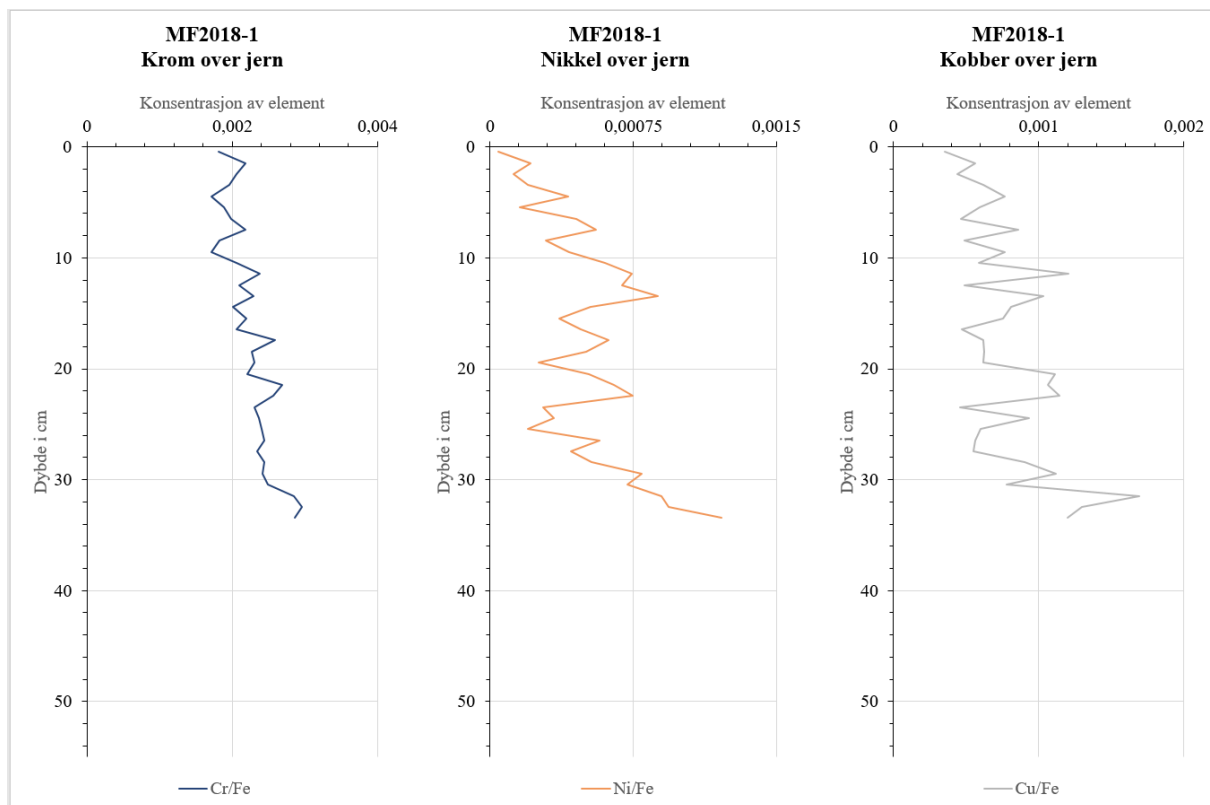 MF2018-1
Krom over jern
Konsentrasjon av element
0 0,002 0,004
0
10
20
30
40
50
Dybde i cm
Cr/Fe
MF2018-1
Nikkel over jern
Konsentrasjon av element
0 0,00075 0,0015
0
10
20
30
40
50
Dybde i cm
Ni/Fe
MF2018-1
Kobber over jern
Konsentrasjon av element
0 0,001 0,002
0
10
20
30
40
50
Dybde i cm
Cu/Fe